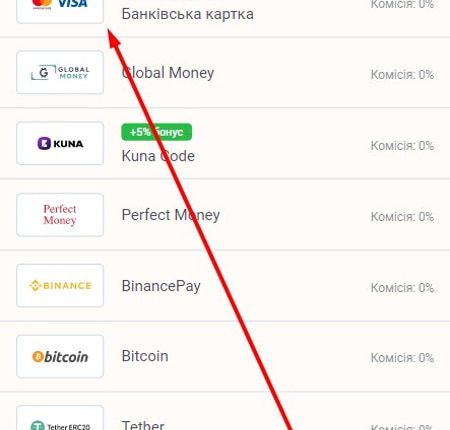 VISA
Банківська картка
Комісія: 0%
GLOBAL
MONEY
Global Money
Комісія: 0%
KUNA
+5% бонус
Kuna Code
Комісія: 0%
Perfect
Money
Perfect Money
Комісія: 0%
BINANCE
BinancePay
Комісія: 0%
bitcoin
Bitcoin
Комісія: 0%
Tether ERC20
Tether
Комісія: 0%